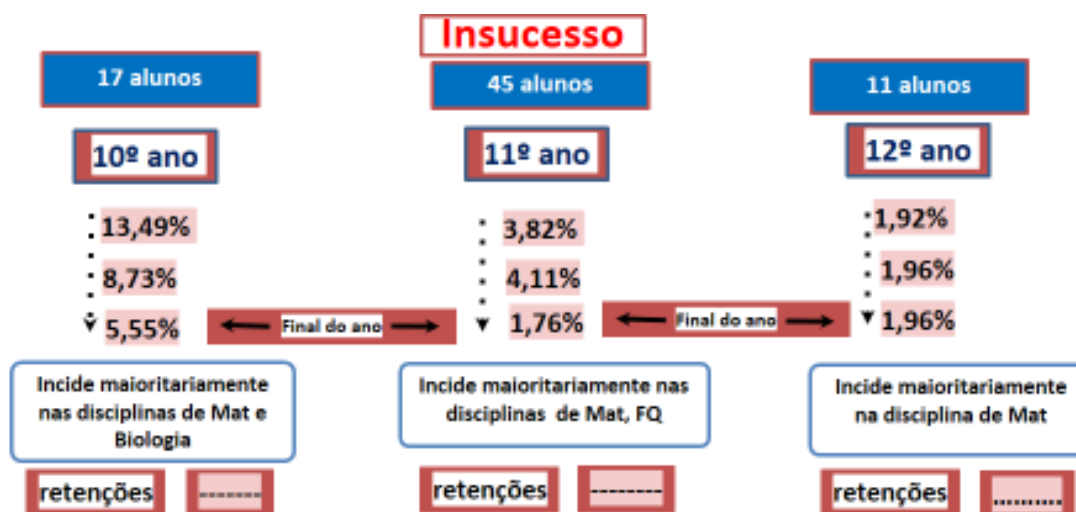 Insucesso
17 alunos
45 alunos
11 alunos
10º ano
11º ano
12º ano
13,49%
3,82%
1,92%
8,73%
4,11%
1,96%
5,55%
Final do ano
1,76%
Final do ano
1,96%
Incide maioritariamente
nas disciplinas de Mat e
Biologia
Incide maioritariamente nas
disciplinas de Mat, FQ
Incide maioritariamente
na disciplina de Mat
retenções
--------
retenções
---------
retenções
..........